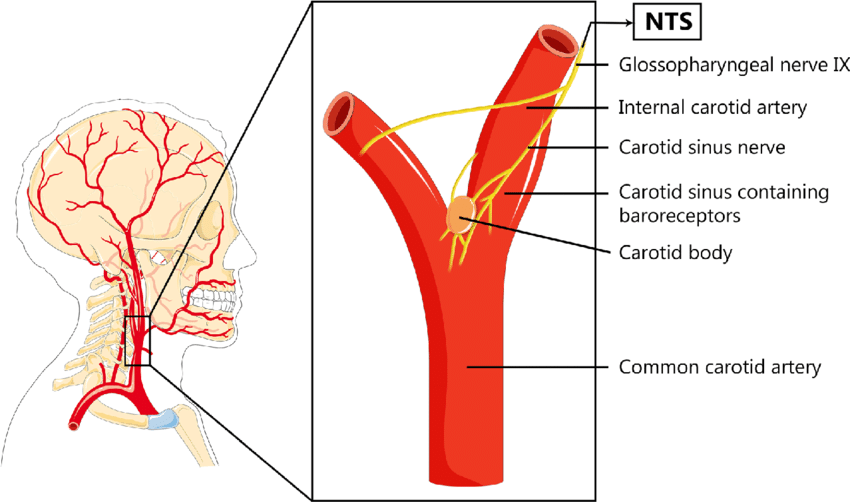 NTS
Glossopharyngeal nerve IX
Internal carotid artery
Carotid sinus nerve
Carotid sinus containing
baroreceptors
Carotid body
Common carotid artery